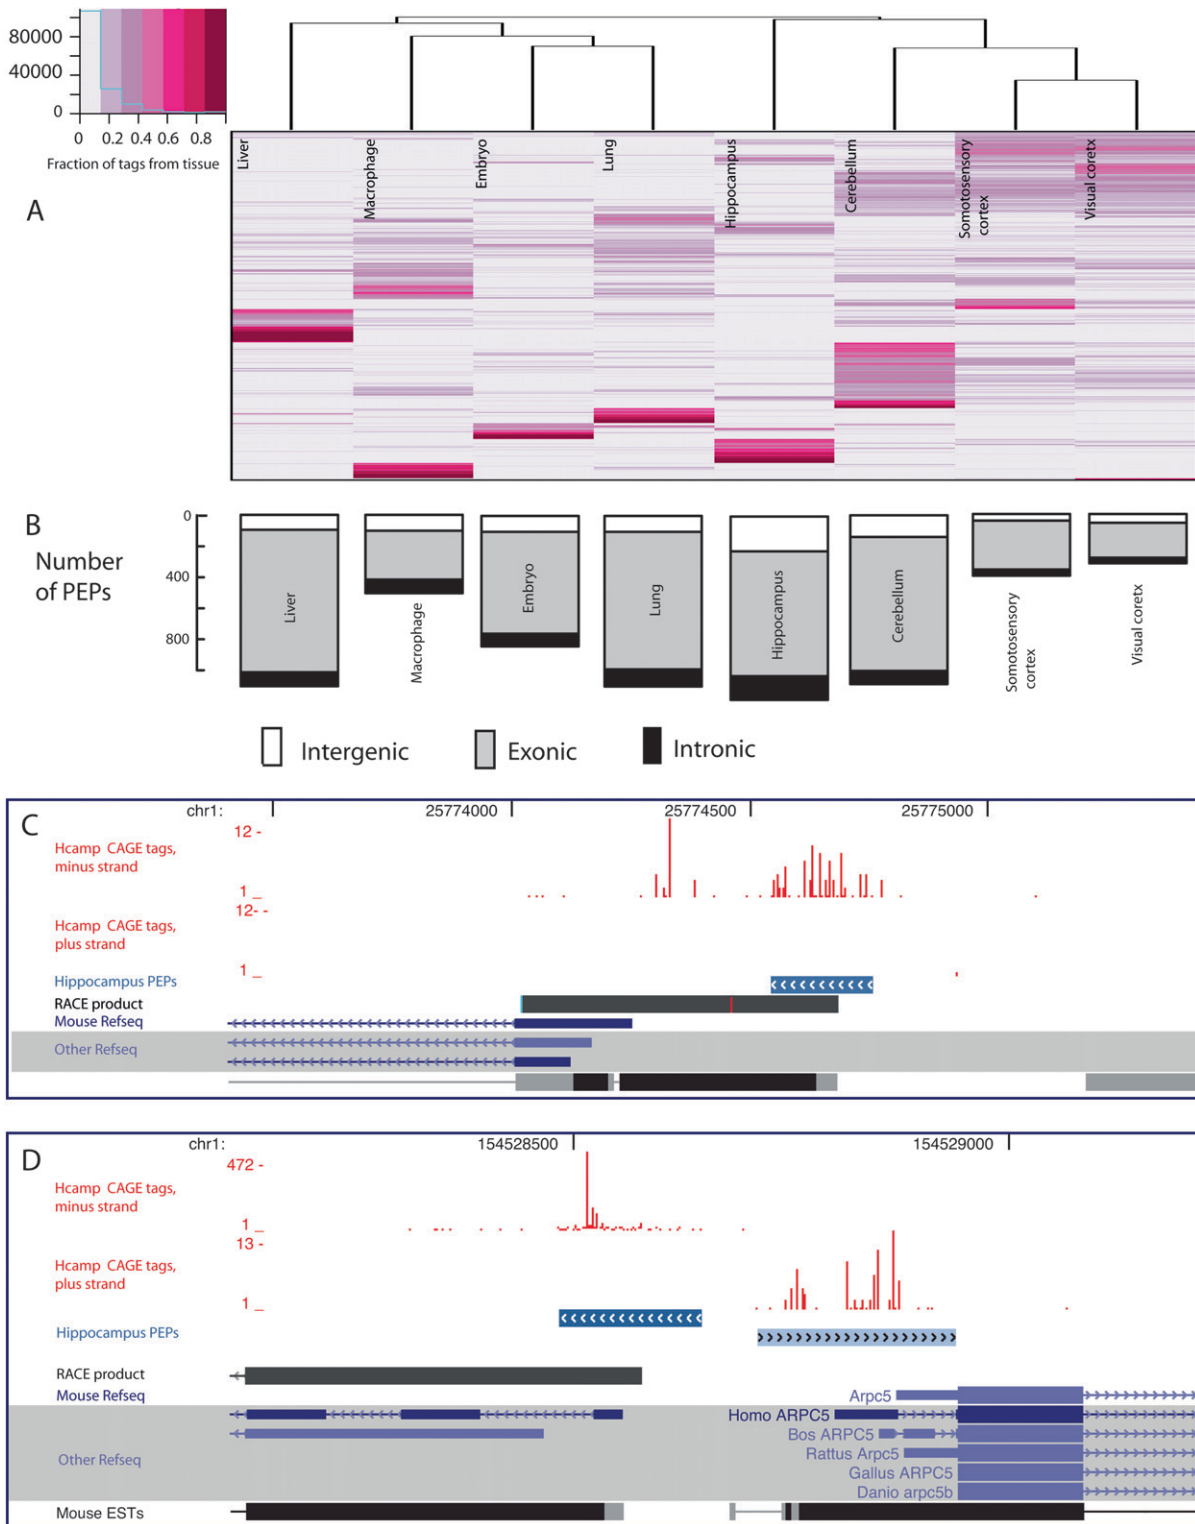 80000
40000
0
0 0.2 0.4 0.6 0.8
Fraction of tags from tissue
A
Liver
Macrophage
Embryo
Lung
Hippocampus
Cerebellum
Somotosensory
cortex
Visual coretx
B
Number
of PEPs
0
400
800
Liver
Macrophage
Embryo
Lung
Hippocampus
Cerebellum
Somotosensory
cortex
Visual coretx
Intergenic
Exonic
Intronic
C
chr1:
25774000
25774500
25775000
Hcamp CAGE tags,
minus strand
12 -
1 _
Hcamp CAGE tags,
plus strand
12- -
1 _
Hippocampus PEPs
RACE product
Mouse Refseq
Other Refseq
D
chr1:
154528500
154529000
Hcamp CAGE tags,
minus strand
472 -
1 _
Hcamp CAGE tags,
plus strand
13 -
1 _
Hippocampus PEPs
RACE product
Mouse Refseq
Arpc5
Homo ARPC5
Bos ARPC5
Other Refseq
Rattus Arpc5
Gallus ARPC5
Danio arpc5b
Mouse ESTs